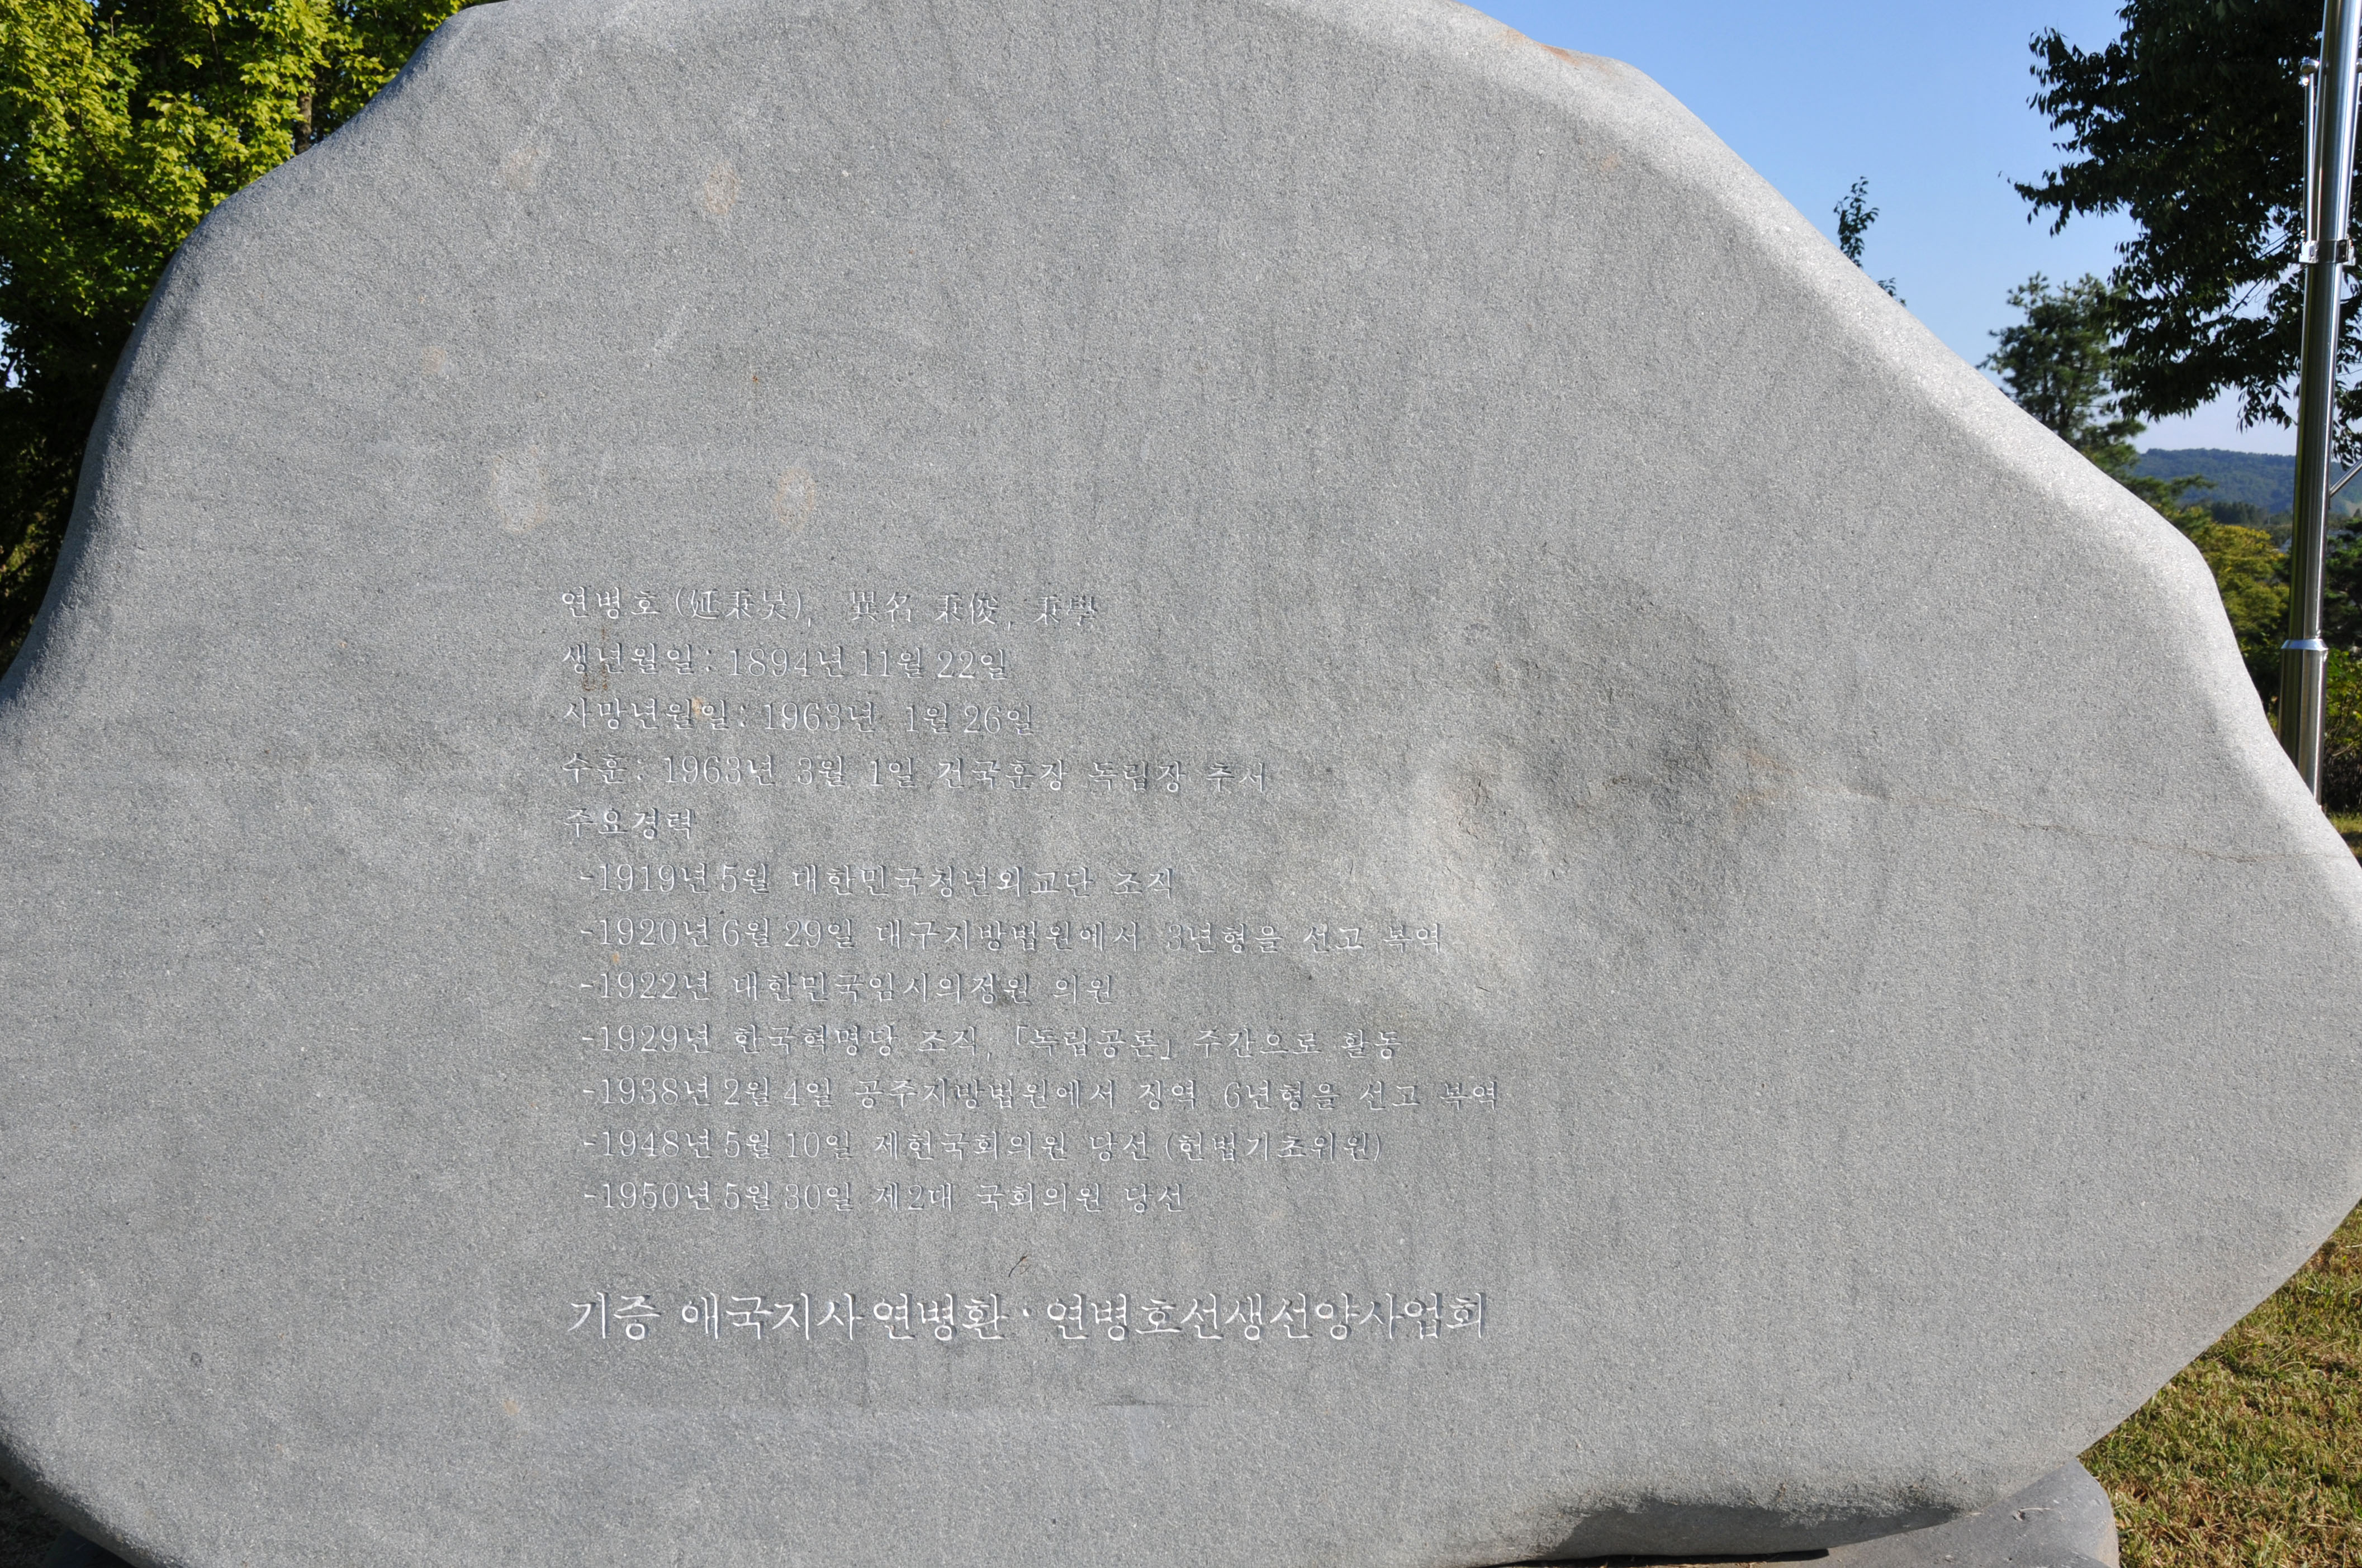 연병호(延秉昊), 異名 秉俊, 秉學
생년월일: 1894년 11월 22일
사망년월일: 1963년 1월 26일
수훈: 1963년 3월 1일 건국훈장 독립장 추서
주요경력
-1919년 5월 대한민국청년외교단 조직
-1920년 6월 29일 대구지방법원에서 3년형을 선고 복역
-1922년 대한민국임시의정원 의원
-1929년 한국혁명당 조직, 「독립공론」 주간으로 활동
-1938년 2월 4일 공주지방법원에서 징역 6년형을 선고 복역
-1948년 5월 10일 제헌국회의원 당선 (헌법기초위원)
-1950년 5월 30일 제2대 국회의원 당선
기증 애국지사 연병환·연병호선생선양사업회